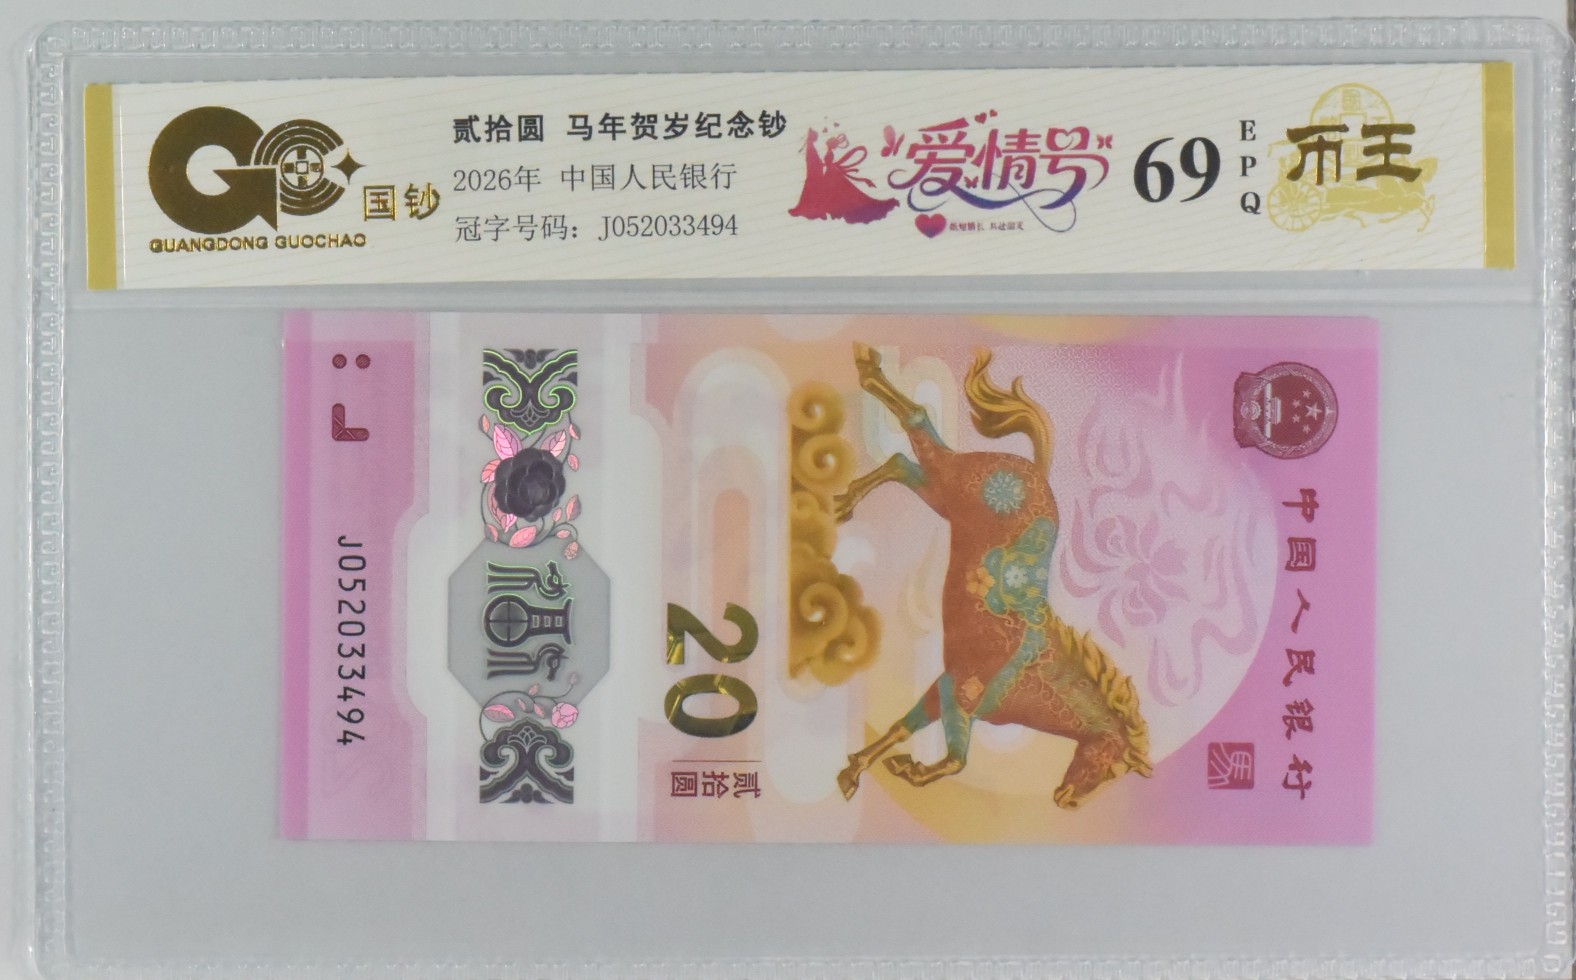 贰拾圆 马年贺岁纪念钞
2026年 中国人民银行
冠字号码：J052033494
国钞
GUANGDONG GUOCHAO
爱情号
69
EPQ
币王
中国人民银行
馬
20
贰拾圆
J052033494